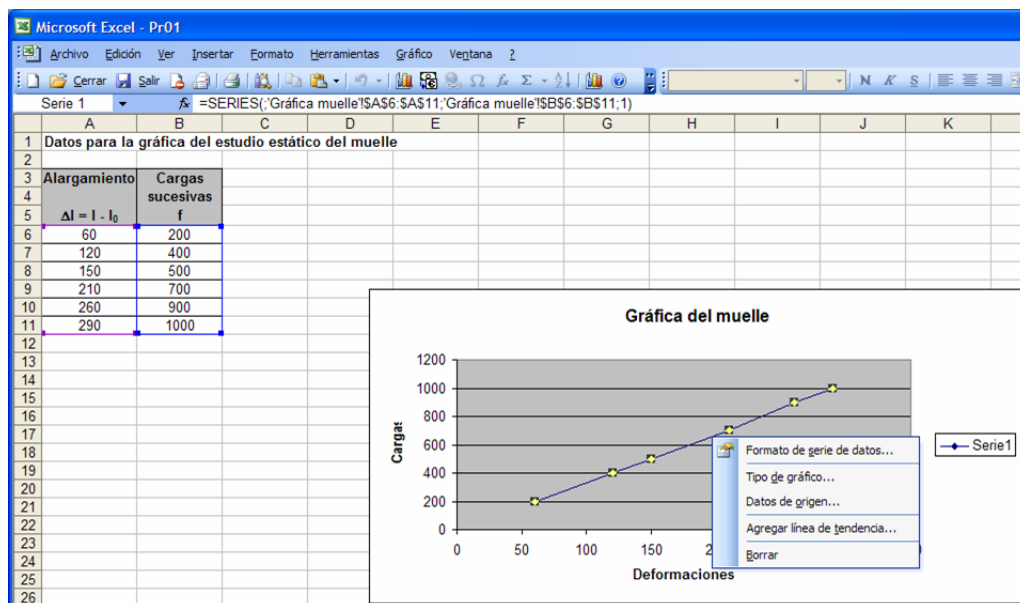 Microsoft Excel - Pr01
Archivo Edición Ver Insertar Formato Herramientas Gráfico Ventana ?
Cerrar Salir fx Σ N K S
Serie 1 fx =SERIES(;'Gráfica muelle'!$A$6:$A$11;'Gráfica muelle'!$B$6:$B$11;1)
A B C D E F G H I J K
1 Datos para la gráfica del estudio estático del muelle
2
3 Alargamiento Cargas
4 sucesivas
5 Δl = l - l₀ f
6 60 200
7 120 400
8 150 500
9 210 700
10 260 900
11 290 1000
12
13
14
15
16
17
18
19
20
21
22
23
24
25
26
Gráfica del muelle
1200
1000
800
600
400
200
0
Cargas
0 50 100 150
Deformaciones
Serie1
Formato de serie de datos...
Tipo de gráfico...
Datos de origen...
Agregar línea de tendencia...
Borrar